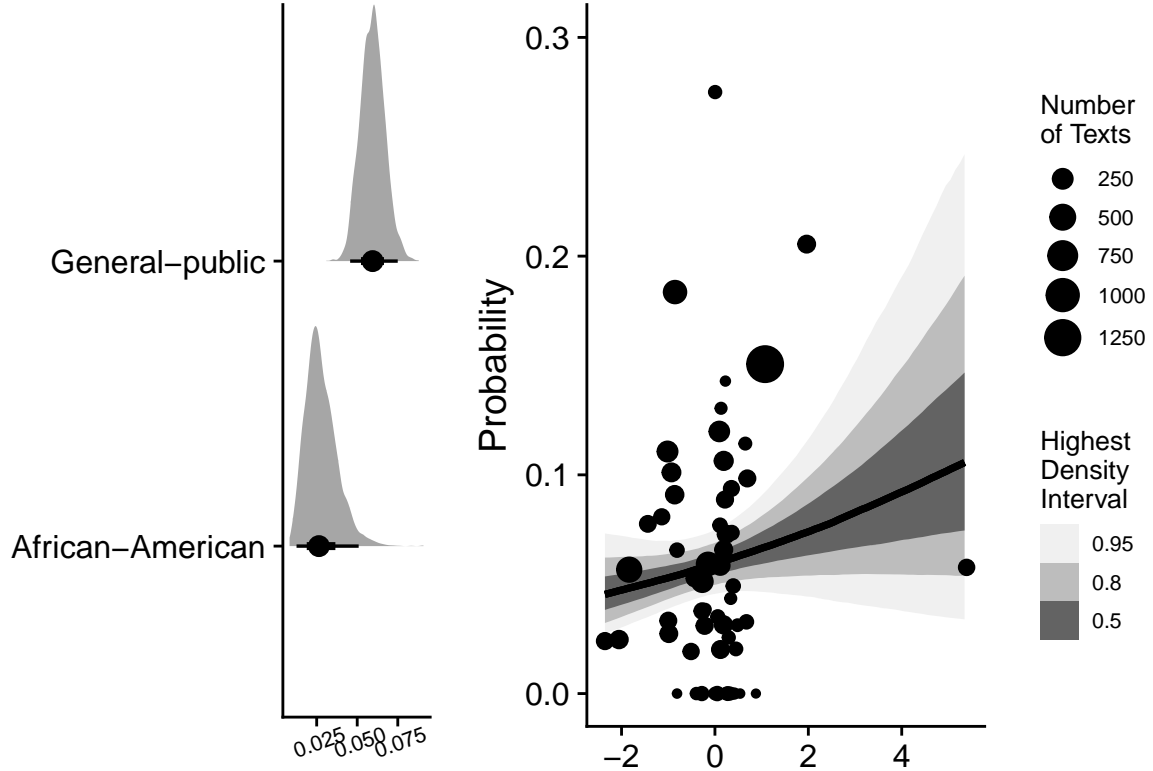 General−public
African−American
0.025
0.050
0.075
Probability
0.3
0.2
0.1
0.0
−2
0
2
4
Number
of Texts
250
500
750
1000
1250
Highest
Density
Interval
0.95
0.8
0.5